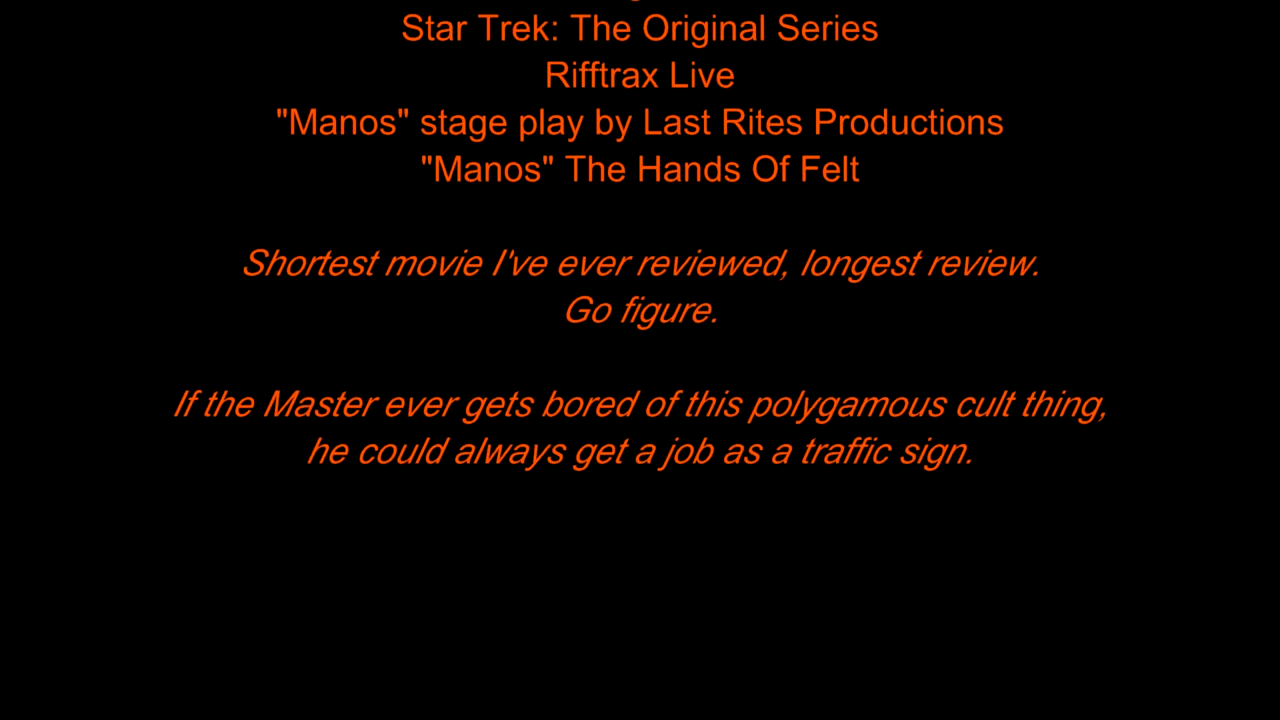 Star Trek: The Original Series
Rifftrax Live
"Manos" stage play by Last Rites Productions
"Manos" The Hands Of Felt
Shortest movie I've ever reviewed, longest review.
Go figure.
If the Master ever gets bored of this polygamous cult thing,
he could always get a job as a traffic sign.